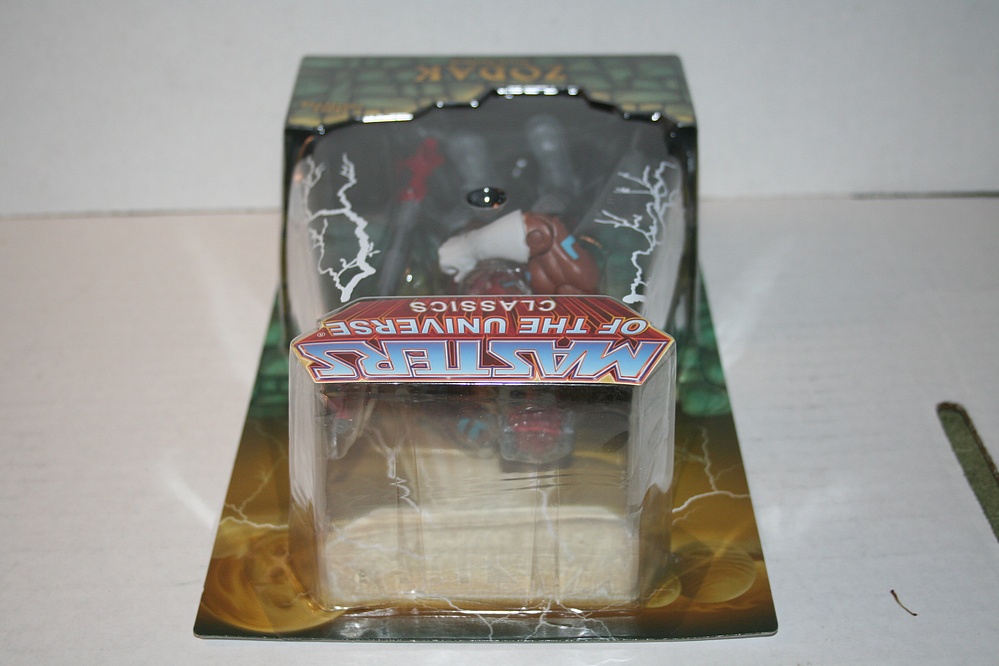 MASTERS
OF THE UNIVERSE®
CLASSICS
ZODAK